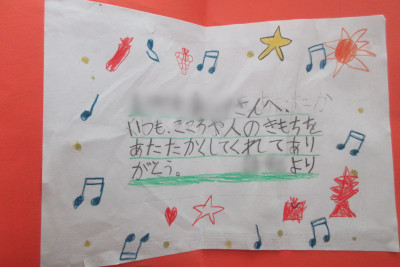 さんへ
いつも、こころや人のきもちを
あたたかくしてくれてあり
がとう。
より